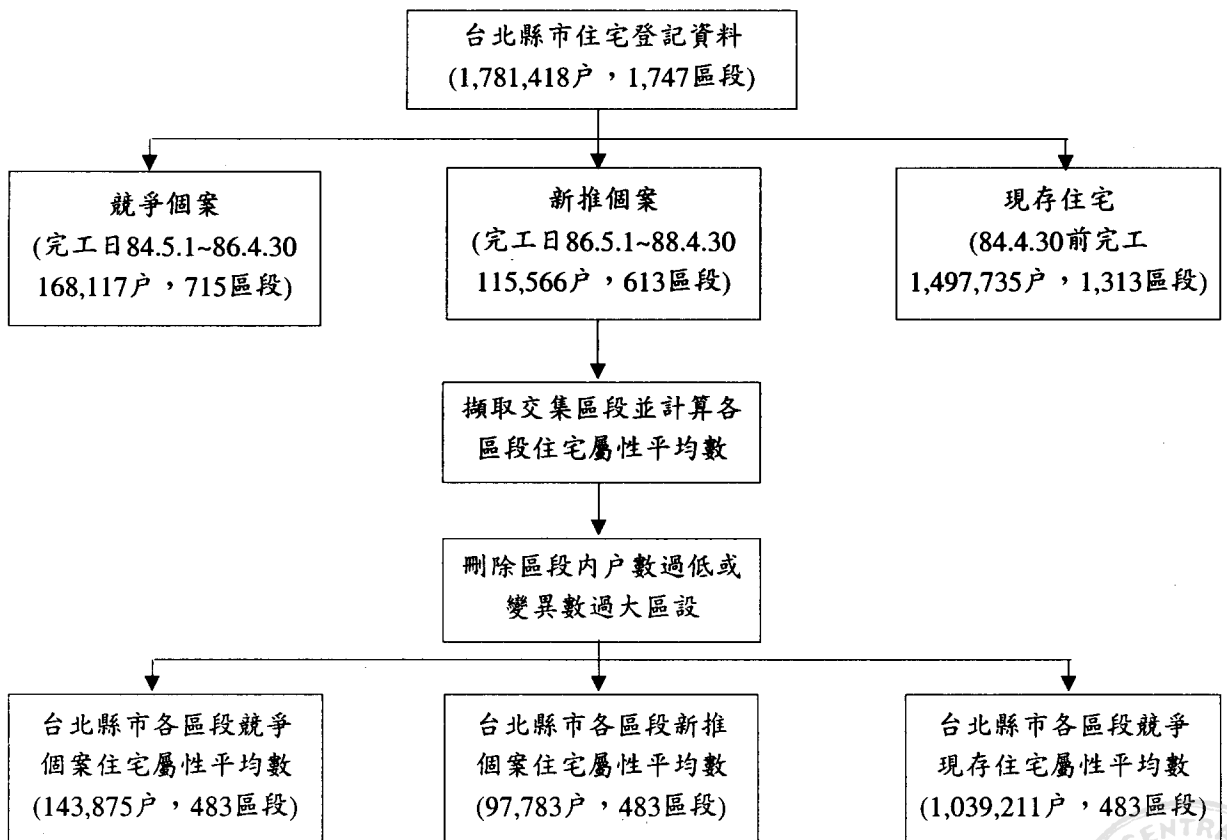 台北縣市住宅登記資料
(1,781,418户，1,747區段)
競爭個案
(完工日84.5.1~86.4.30
168,117户，715區段)
新推個案
(完工日86.5.1~88.4.30
115,566户，613區段)
現存住宅
(84.4.30前完工
1,497,735户，1,313區段)
擷取交集區段並計算各
區段住宅屬性平均數
刪除區段内户數過低或
變異數過大區設
台北縣市各區段競爭
個案住宅屬性平均數
(143,875户，483區段)
台北縣市各區段新推
個案住宅屬性平均數
(97,783户，483區段)
台北縣市各區段競爭
現存住宅屬性平均數
(1,039,211户，483區段)